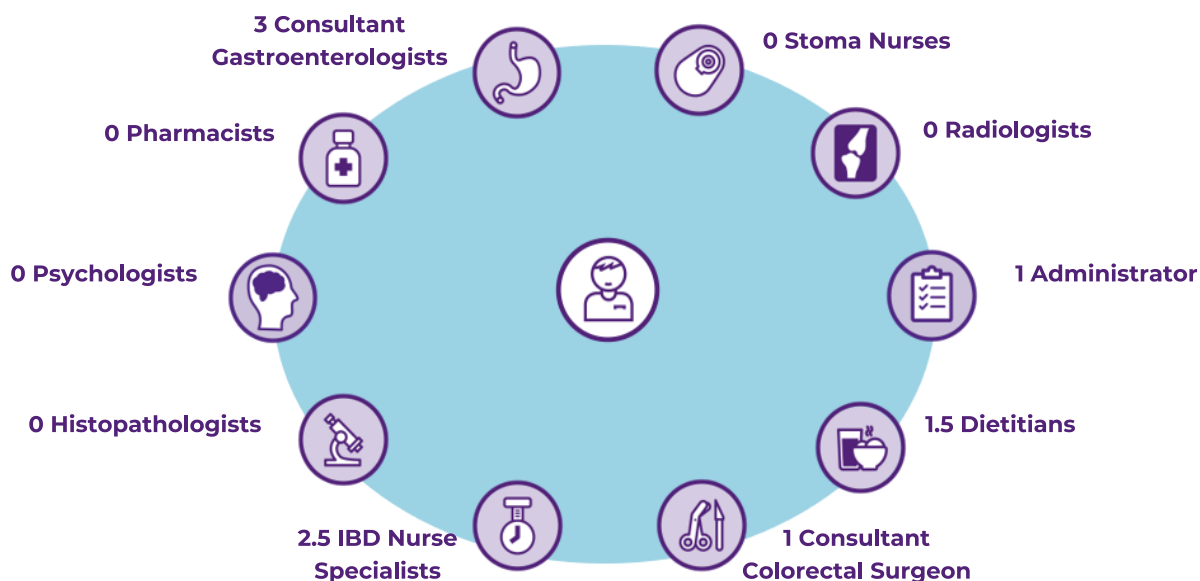 3 Consultant
Gastroenterologists
0 Stoma Nurses
0 Pharmacists
0 Radiologists
0 Psychologists
1 Administrator
0 Histopathologists
1.5 Dietitians
2.5 IBD Nurse
Specialists
1 Consultant
Colorectal Surgeon